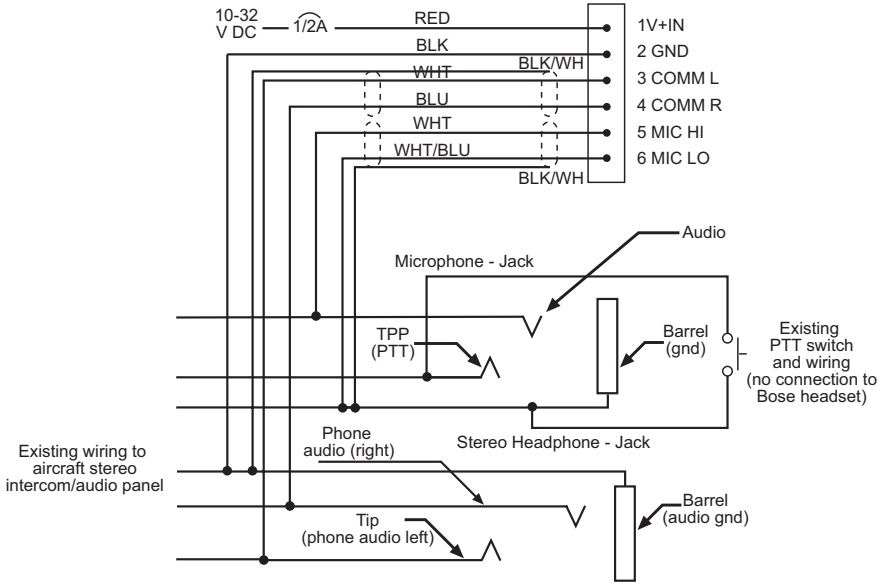 10-32
V DC
1/2A
RED
1V+IN
BLK
2 GND
BLK/WH
WHT
3 COMM L
BLU
4 COMM R
WHT
5 MIC HI
WHT/BLU
6 MIC LO
BLK/WH
Audio
Microphone - Jack
TPP
(PTT)
Barrel
(gnd)
Existing
PTT switch
and wiring
(no connection to
Bose headset)
Stereo Headphone - Jack
Phone
audio (right)
Existing wiring to
aircraft stereo
intercom/audio panel
Tip
(phone audio left)
Barrel
(audio gnd)